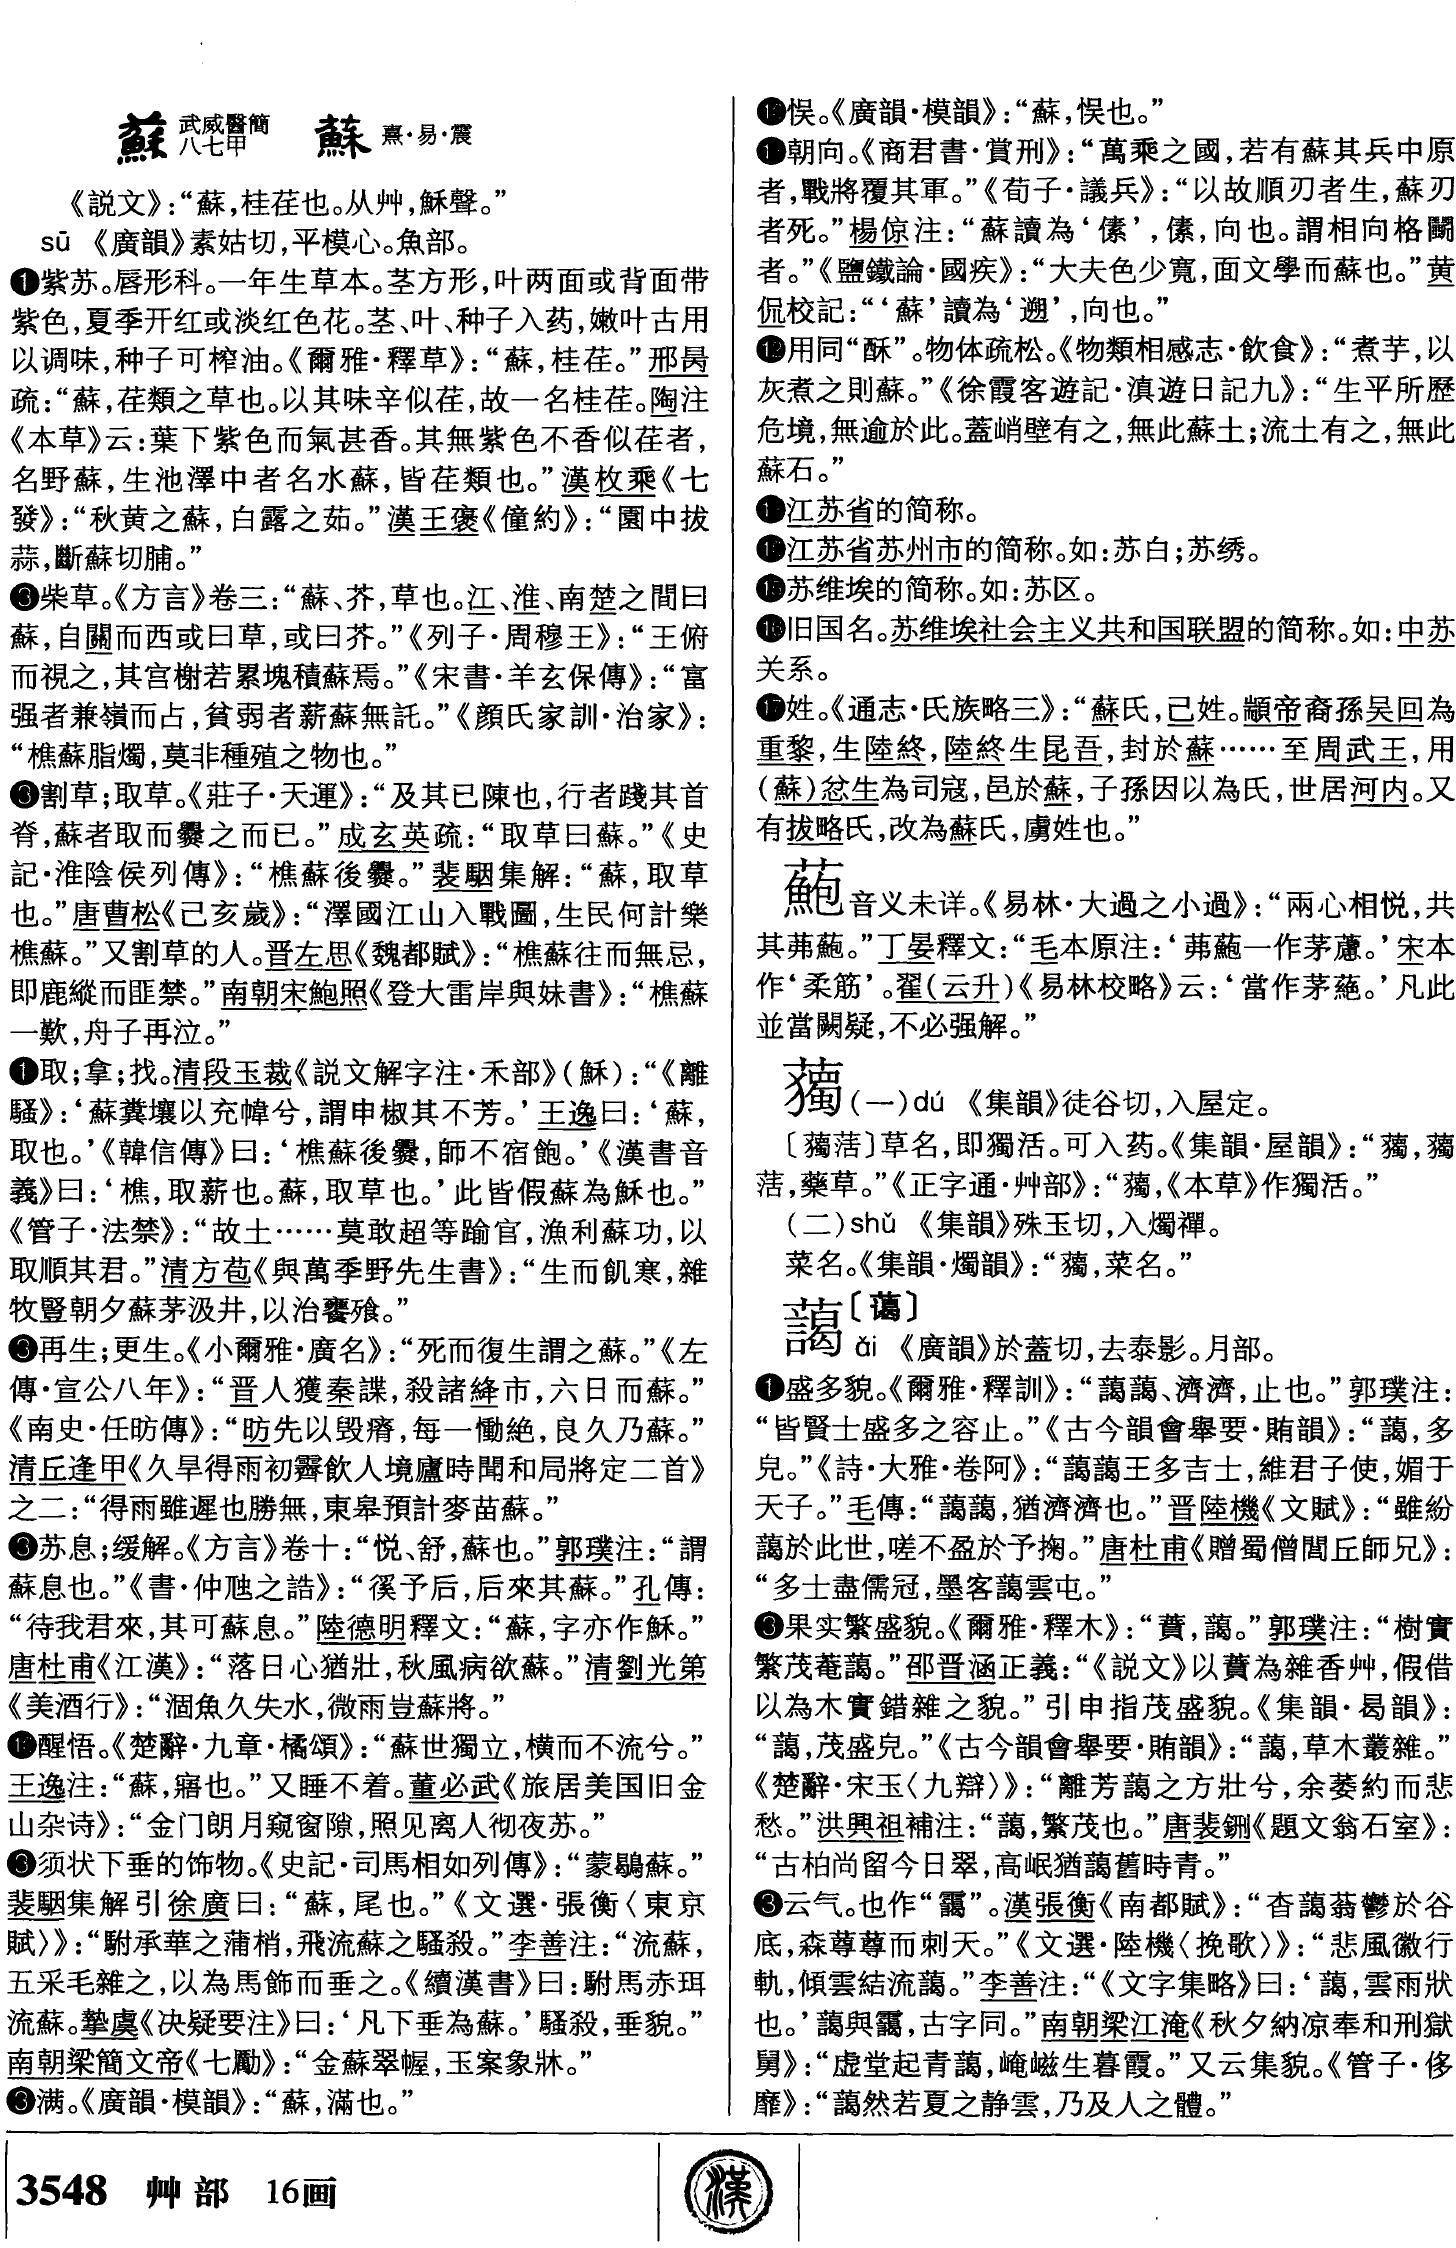 蘇 武威醫簡八七甲 蘇 熹·易·震
《説文》：“蘇，桂荏也。从艸，穌聲。”
sū 《廣韻》素姑切，平模心。魚部。
❶紫苏。唇形科。一年生草本。茎方形，叶两面或背面带
紫色，夏季开红或淡红色花。茎、叶、种子入药，嫩叶古用
以调味，种子可榨油。《爾雅·釋草》：“蘇，桂荏。”邢昺
疏：“蘇，荏類之草也。以其味辛似荏，故一名桂荏。陶注
《本草》云：葉下紫色而氣甚香。其無紫色不香似荏者，
名野蘇，生池澤中者名水蘇，皆荏類也。”漢枚乘《七
發》：“秋黄之蘇，白露之茹。”漢王褒《僮約》：“園中拔
蒜，斷蘇切脯。”
柴草。《方言》卷三：“蘇、芥，草也。江、淮、南楚之間曰
蘇，自關而西或曰草，或曰芥。”《列子·周穆王》：“王俯
而視之，其宫榭若累塊積蘇焉。”《宋書·羊玄保傳》：“富
强者兼嶺而占，貧弱者薪蘇無託。”《顔氏家訓·治家》：
“樵蘇脂燭，莫非種殖之物也。”
❸割草；取草。《莊子·天運》：“及其已陳也，行者踐其首
脊，蘇者取而爨之而已。”成玄英疏：“取草曰蘇。”《史
記·淮陰侯列傳》：“樵蘇後爨。”裴駰集解：“蘇，取草
也。”唐曹松《己亥歲》：“澤國江山入戰圖，生民何計樂
樵蘇。”又割草的人。晋左思《魏都賦》：“樵蘇往而無忌，
即鹿縱而匪禁。”南朝宋鮑照《登大雷岸與妹書》：“樵蘇
一歎，舟子再泣。”
取；拿；找。清段玉裁《説文解字注·禾部》（穌）：“《離
騷》：‘蘇糞壤以充幃兮，謂申椒其不芳。’王逸曰：‘蘇，
取也。’《韓信傳》曰：‘樵蘇後爨，師不宿飽。’《漢書音
義》曰：‘樵，取薪也。蘇，取草也。’此皆假蘇為穌也。”
《管子·法禁》：“故士……莫敢超等踰官，漁利蘇功，以
取順其君。”清方苞《與萬季野先生書》：“生而飢寒，雜
牧豎朝夕蘇茅汲井，以治饔飱。”
再生；更生。《小爾雅·廣名》：“死而復生謂之蘇。”《左
傳·宣公八年》：“晋人獲秦諜，殺諸絳市，六日而蘇。”
《南史·任昉傳》：“昉先以毁瘠，每一慟絶，良久乃蘇。”
清丘逢甲《久旱得雨初霽飲人境廬時聞和局將定二首》
之二：“得雨雖遲也勝無，東皋預計麥苗蘇。”
苏息；缓解。《方言》卷十：“悦、舒，蘇也。”郭璞注：“謂
蘇息也。”《書·仲虺之誥》：“徯予后，后來其蘇。”孔傳：
“待我君來，其可蘇息。”陸德明釋文：“蘇，字亦作穌。”
唐杜甫《江漢》：“落日心猶壯，秋風病欲蘇。”清劉光第
《美酒行》：“涸魚久失水，微雨豈蘇將。”
醒悟。《楚辭·九章·橘頌》：“蘇世獨立，横而不流兮。”
王逸注：“蘇，寤也。”又睡不着。董必武《旅居美国旧金
山杂诗》：“金门朗月窥窗隙，照见离人彻夜苏。”
须状下垂的饰物。《史記·司馬相如列傳》：“蒙鶡蘇。”
裴駰集解引徐廣曰：“蘇，尾也。”《文選·張衡〈東京
賦〉》：“駙承華之蒲梢，飛流蘇之騷殺。”李善注：“流蘇，
五采毛雜之，以為馬飾而垂之。《續漢書》曰：駙馬赤珥
流蘇。摯虞《决疑要注》曰：‘凡下垂為蘇。’騷殺，垂貌。”
南朝梁簡文帝《七勵》：“金蘇翠幄，玉案象牀。”
满。《廣韻·模韻》：“蘇，滿也。”
悮。《廣韻·模韻》：“蘇，悮也。”
朝向。《商君書·賞刑》：“萬乘之國，若有蘇其兵中原
者，戰將覆其軍。”《荀子·議兵》：“以故順刃者生，蘇刃
者死。”楊倞注：“蘇讀為‘傃’，傃，向也。謂相向格鬭
者。”《鹽鐵論·國疾》：“大夫色少寬，面文學而蘇也。”黄
侃校記：“‘蘇’讀為‘遡’，向也。”
⓬用同“酥”。物体疏松。《物類相感志·飲食》：“煮芋，以
灰煮之則蘇。”《徐霞客遊記·滇遊日記九》：“生平所歷
危境，無逾於此。蓋峭壁有之，無此蘇土；流土有之，無此
蘇石。”
江苏省的简称。
江苏省苏州市的简称。如：苏白；苏绣。
苏维埃的简称。如：苏区。
旧国名。苏维埃社会主义共和国联盟的简称。如：中苏
关系。
姓。《通志·氏族略三》：“蘇氏，已姓。顓帝裔孫吴回為
重黎，生陸終，陸終生昆吾，封於蘇……至周武王，用
（蘇）忿生為司寇，邑於蘇，子孫因以為氏，世居河内。又
有拔略氏，改為蘇氏，虜姓也。”
音义未详。《易林·大過之小過》：“兩心相悦，共
其茀。”丁晏釋文：“毛本原注：‘茀一作茅蘆。’宋本
作‘柔筋’。翟（云升）《易林校略》云：‘當作茅蕝。’凡此
並當闕疑，不必强解。”
（一）dú 《集韻》徒谷切，入屋定。
草名，即獨活。可入药。《集韻·屋韻》：
藥草。”《正字通·艸部》：《本草》作獨活。”
（二）shǔ 《集韻》殊玉切，入燭禪。
菜名。《集韻·燭韻》：菜名。”
藹〔蔼〕
ǎi 《廣韻》於蓋切，去泰影。月部。
❶盛多貌。《爾雅·釋訓》：“藹藹、濟濟，止也。”郭璞注：
“皆賢士盛多之容止。”《古今韻會舉要·賄韻》：“藹，多
皃。”《詩·大雅·卷阿》：“藹藹王多吉士，維君子使，媚于
天子。”毛傳：“藹藹，猶濟濟也。”晋陸機《文賦》：“雖紛
藹於此世，嗟不盈於予掬。”唐杜甫《贈蜀僧閭丘師兄》：
“多士盡儒冠，墨客藹雲屯。”
果实繁盛貌。《爾雅·釋木》：“蕡，藹。”郭璞注：“樹實
繁茂菴藹。”邵晋涵正義：“《説文》以蕡為雜香艸，假借
以為木實錯雜之貌。”引申指茂盛貌。《集韻·曷韻》：
“藹，茂盛皃。”《古今韻會舉要·賄韻》：“藹，草木叢雜。”
《楚辭·宋玉〈九辯〉》：“離芳藹之方壯兮，余萎約而悲
愁。”洪興祖補注：“藹，繁茂也。”唐裴鉶《題文翁石室》：
“古柏尚留今日翠，高岷猶藹舊時青。”
❸云气。也作“靄”。漢張衡《南都賦》：“杳藹蓊鬱於谷
底，森蓴蓴而刺天。”《文選·陸機〈挽歌〉》：“悲風徽行
軌，傾雲結流藹。”李善注：“《文字集略》曰：‘藹，雲雨狀
也。’藹與靄，古字同。”南朝梁江淹《秋夕納凉奉和刑獄
舅》：“虚堂起青藹，崦嵫生暮霞。”又云集貌。《管子·侈
靡》：“藹然若夏之静雲，乃及人之體。”
3548 艸部 16画
漢